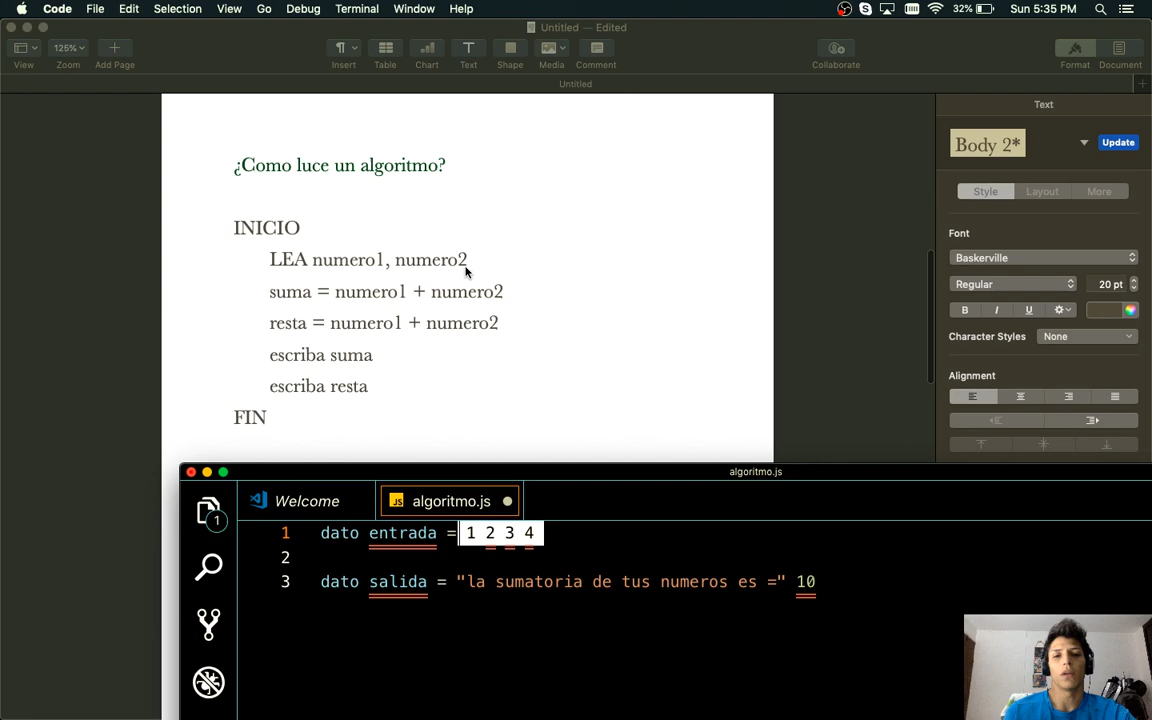 Code File Edit Selection View Go Debug Terminal Window Help 32% Sun 5:35 PM
Untitled — Edited
125%
View Zoom Add Page Insert Table Chart Text Shape Media Comment Collaborate Format Document
Untitled
Text
Body 2* Update
Style Layout More
Font
Baskerville
Regular 20 pt
B I U
Character Styles None
Alignment
¿Como luce un algoritmo?
INICIO
LEA numero1, numero2
suma = numero1 + numero2
resta = numero1 + numero2
escriba suma
escriba resta
FIN
algoritmo.js
1 Welcome JS algoritmo.js
1 dato entrada = 1 2 3 4
2
3 dato salida = "la sumatoria de tus numeros es =" 10